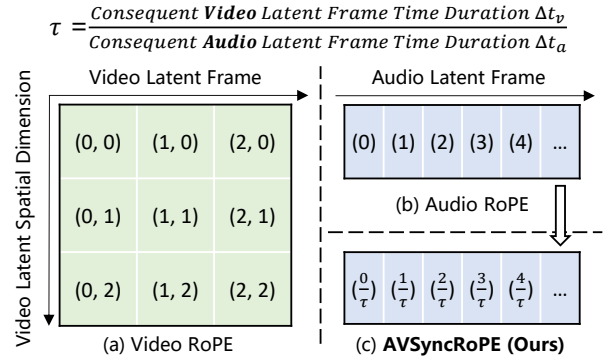 τ = Consequent Video Latent Frame Time Duration Δt_v / Consequent Audio Latent Frame Time Duration Δt_a
Video Latent Frame
Video Latent Spatial Dimension
(0, 0) (1, 0) (2, 0)
(0, 1) (1, 1) (2, 1)
(0, 2) (1, 2) (2, 2)
(a) Video RoPE
Audio Latent Frame
(0) (1) (2) (3) (4) ...
(b) Audio RoPE
(0/τ) (1/τ) (2/τ) (3/τ) (4/τ) ...
(c) AVSyncRoPE (Ours)